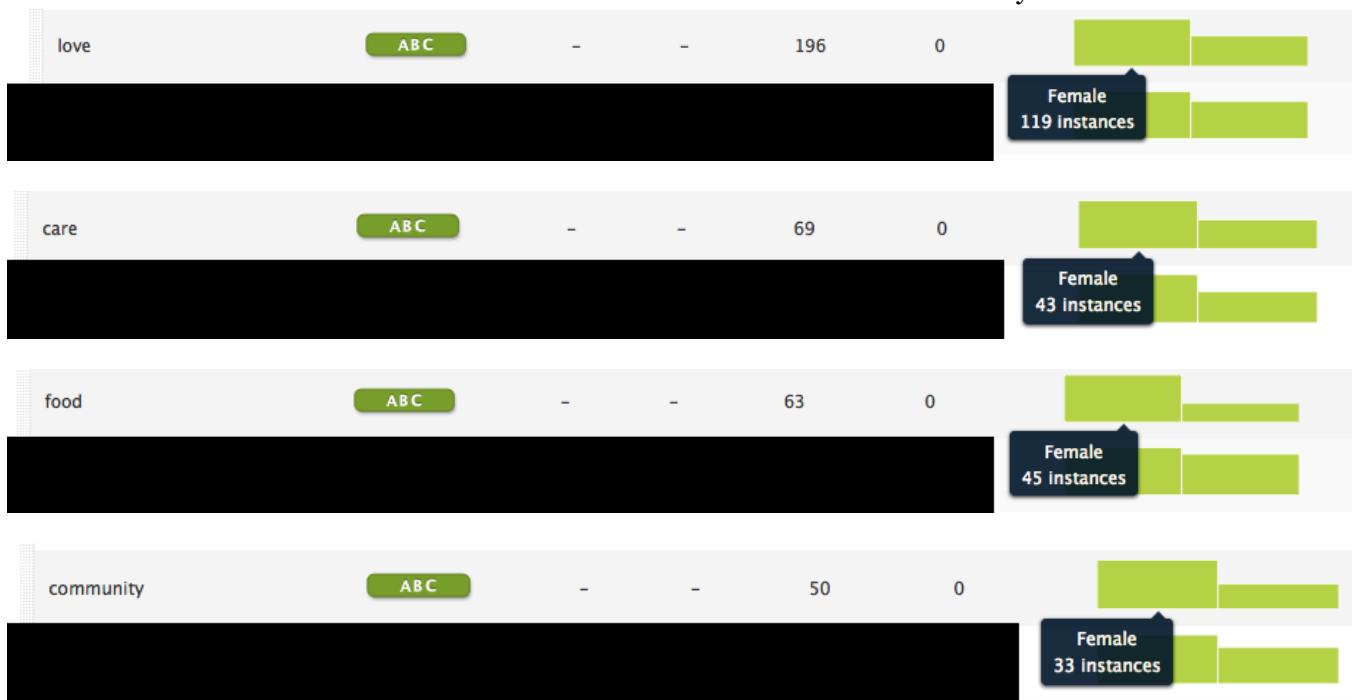 love ABC – – 196 0
Female
119 instances
care ABC – – 69 0
Female
43 instances
food ABC – – 63 0
Female
45 instances
community ABC – – 50 0
Female
33 instances